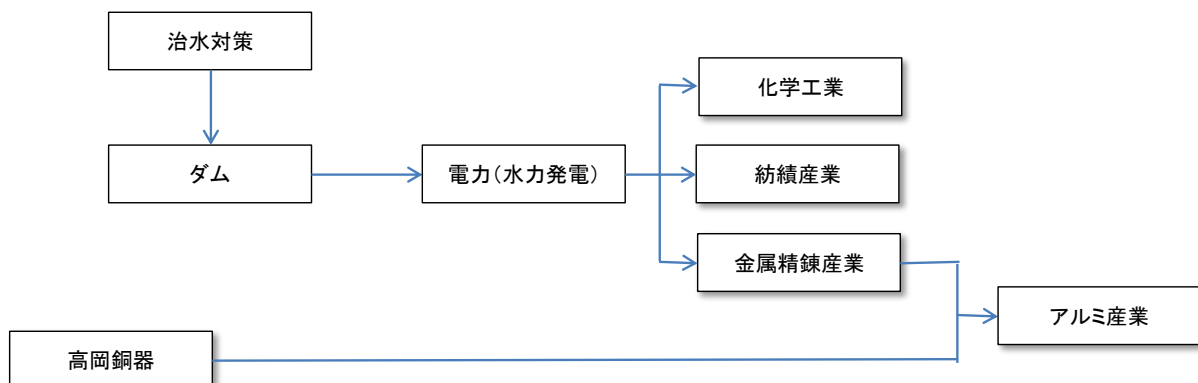 治水対策
化学工業
ダム
電力(水力発電)
紡績産業
金属精錬産業
アルミ産業
高岡銅器